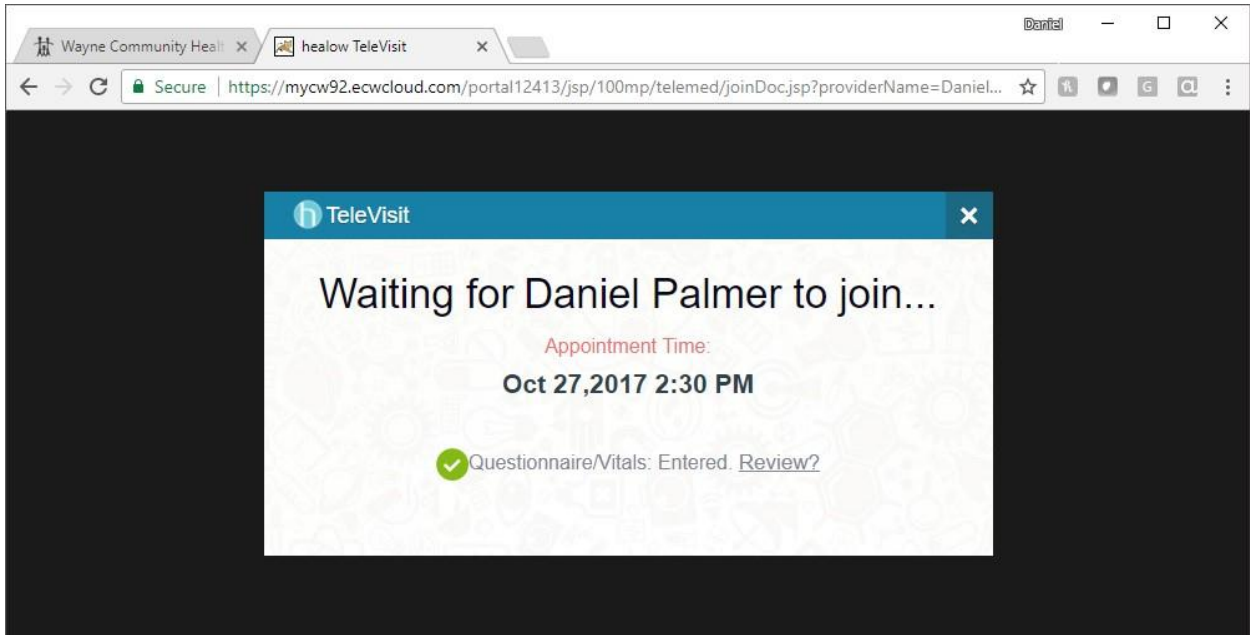 Daniel
Wayne Community Healt
healow TeleVisit
Secure | https://mycw92.ecwcloud.com/portal12413/jsp/100mp/telemed/joinDoc.jsp?providerName=Daniel...
G
@
h TeleVisit
Waiting for Daniel Palmer to join...
Appointment Time:
Oct 27,2017 2:30 PM
Questionnaire/Vitals: Entered. Review?